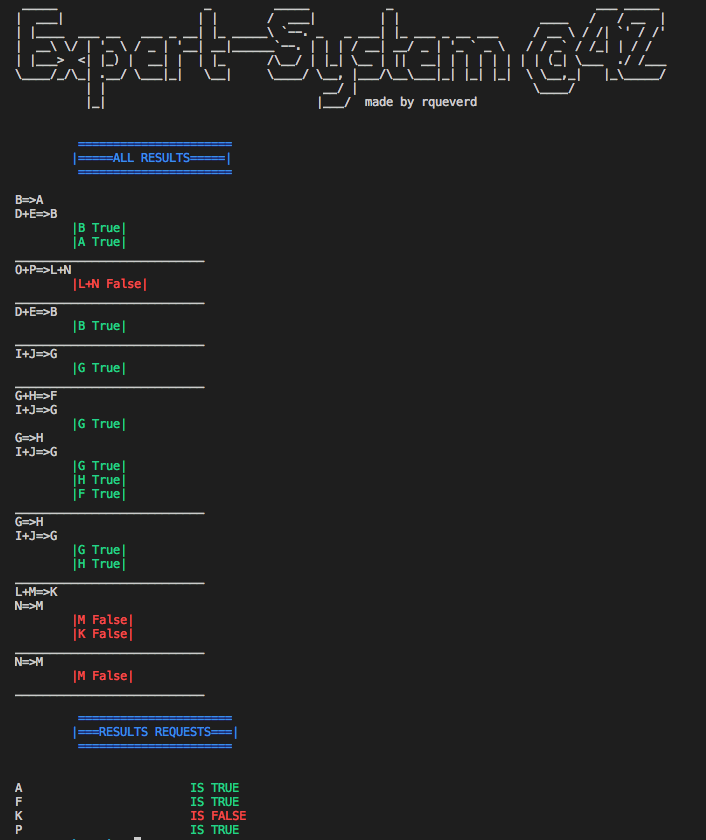 Expert-System @42
made by rqueverd
=====================
|=====ALL RESULTS=====|
=====================
B=>A
D+E=>B
|B True|
|A True|
O+P=>L+N
|L+N False|
D+E=>B
|B True|
I+J=>G
|G True|
G+H=>F
I+J=>G
|G True|
G=>H
I+J=>G
|G True|
|H True|
|F True|
G=>H
I+J=>G
|G True|
|H True|
L+M=>K
N=>M
|M False|
|K False|
N=>M
|M False|
=====================
|===RESULTS REQUESTS===|
=====================
A IS TRUE
F IS TRUE
K IS FALSE
P IS TRUE